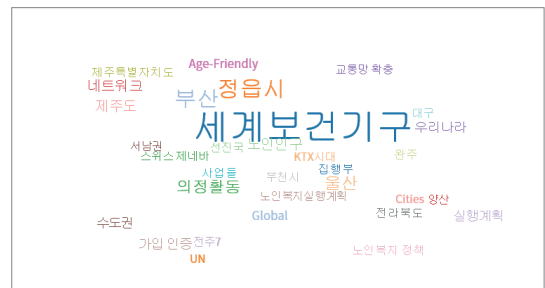 Age-Friendly
제주특별자치도
교통망 확충
네트워크
정읍시
부산
제주도
세계보건기구
대구
우리나라
서남권
선진국
노인인구
스위스 제네바
KTX시대
완주
사업들
부천시
집행부
의정활동
울산
노인복지실행계획
Cities
양산
Global
전라북도
실행계획
수도권
가입 인증
전주7
노인복지 정책
UN